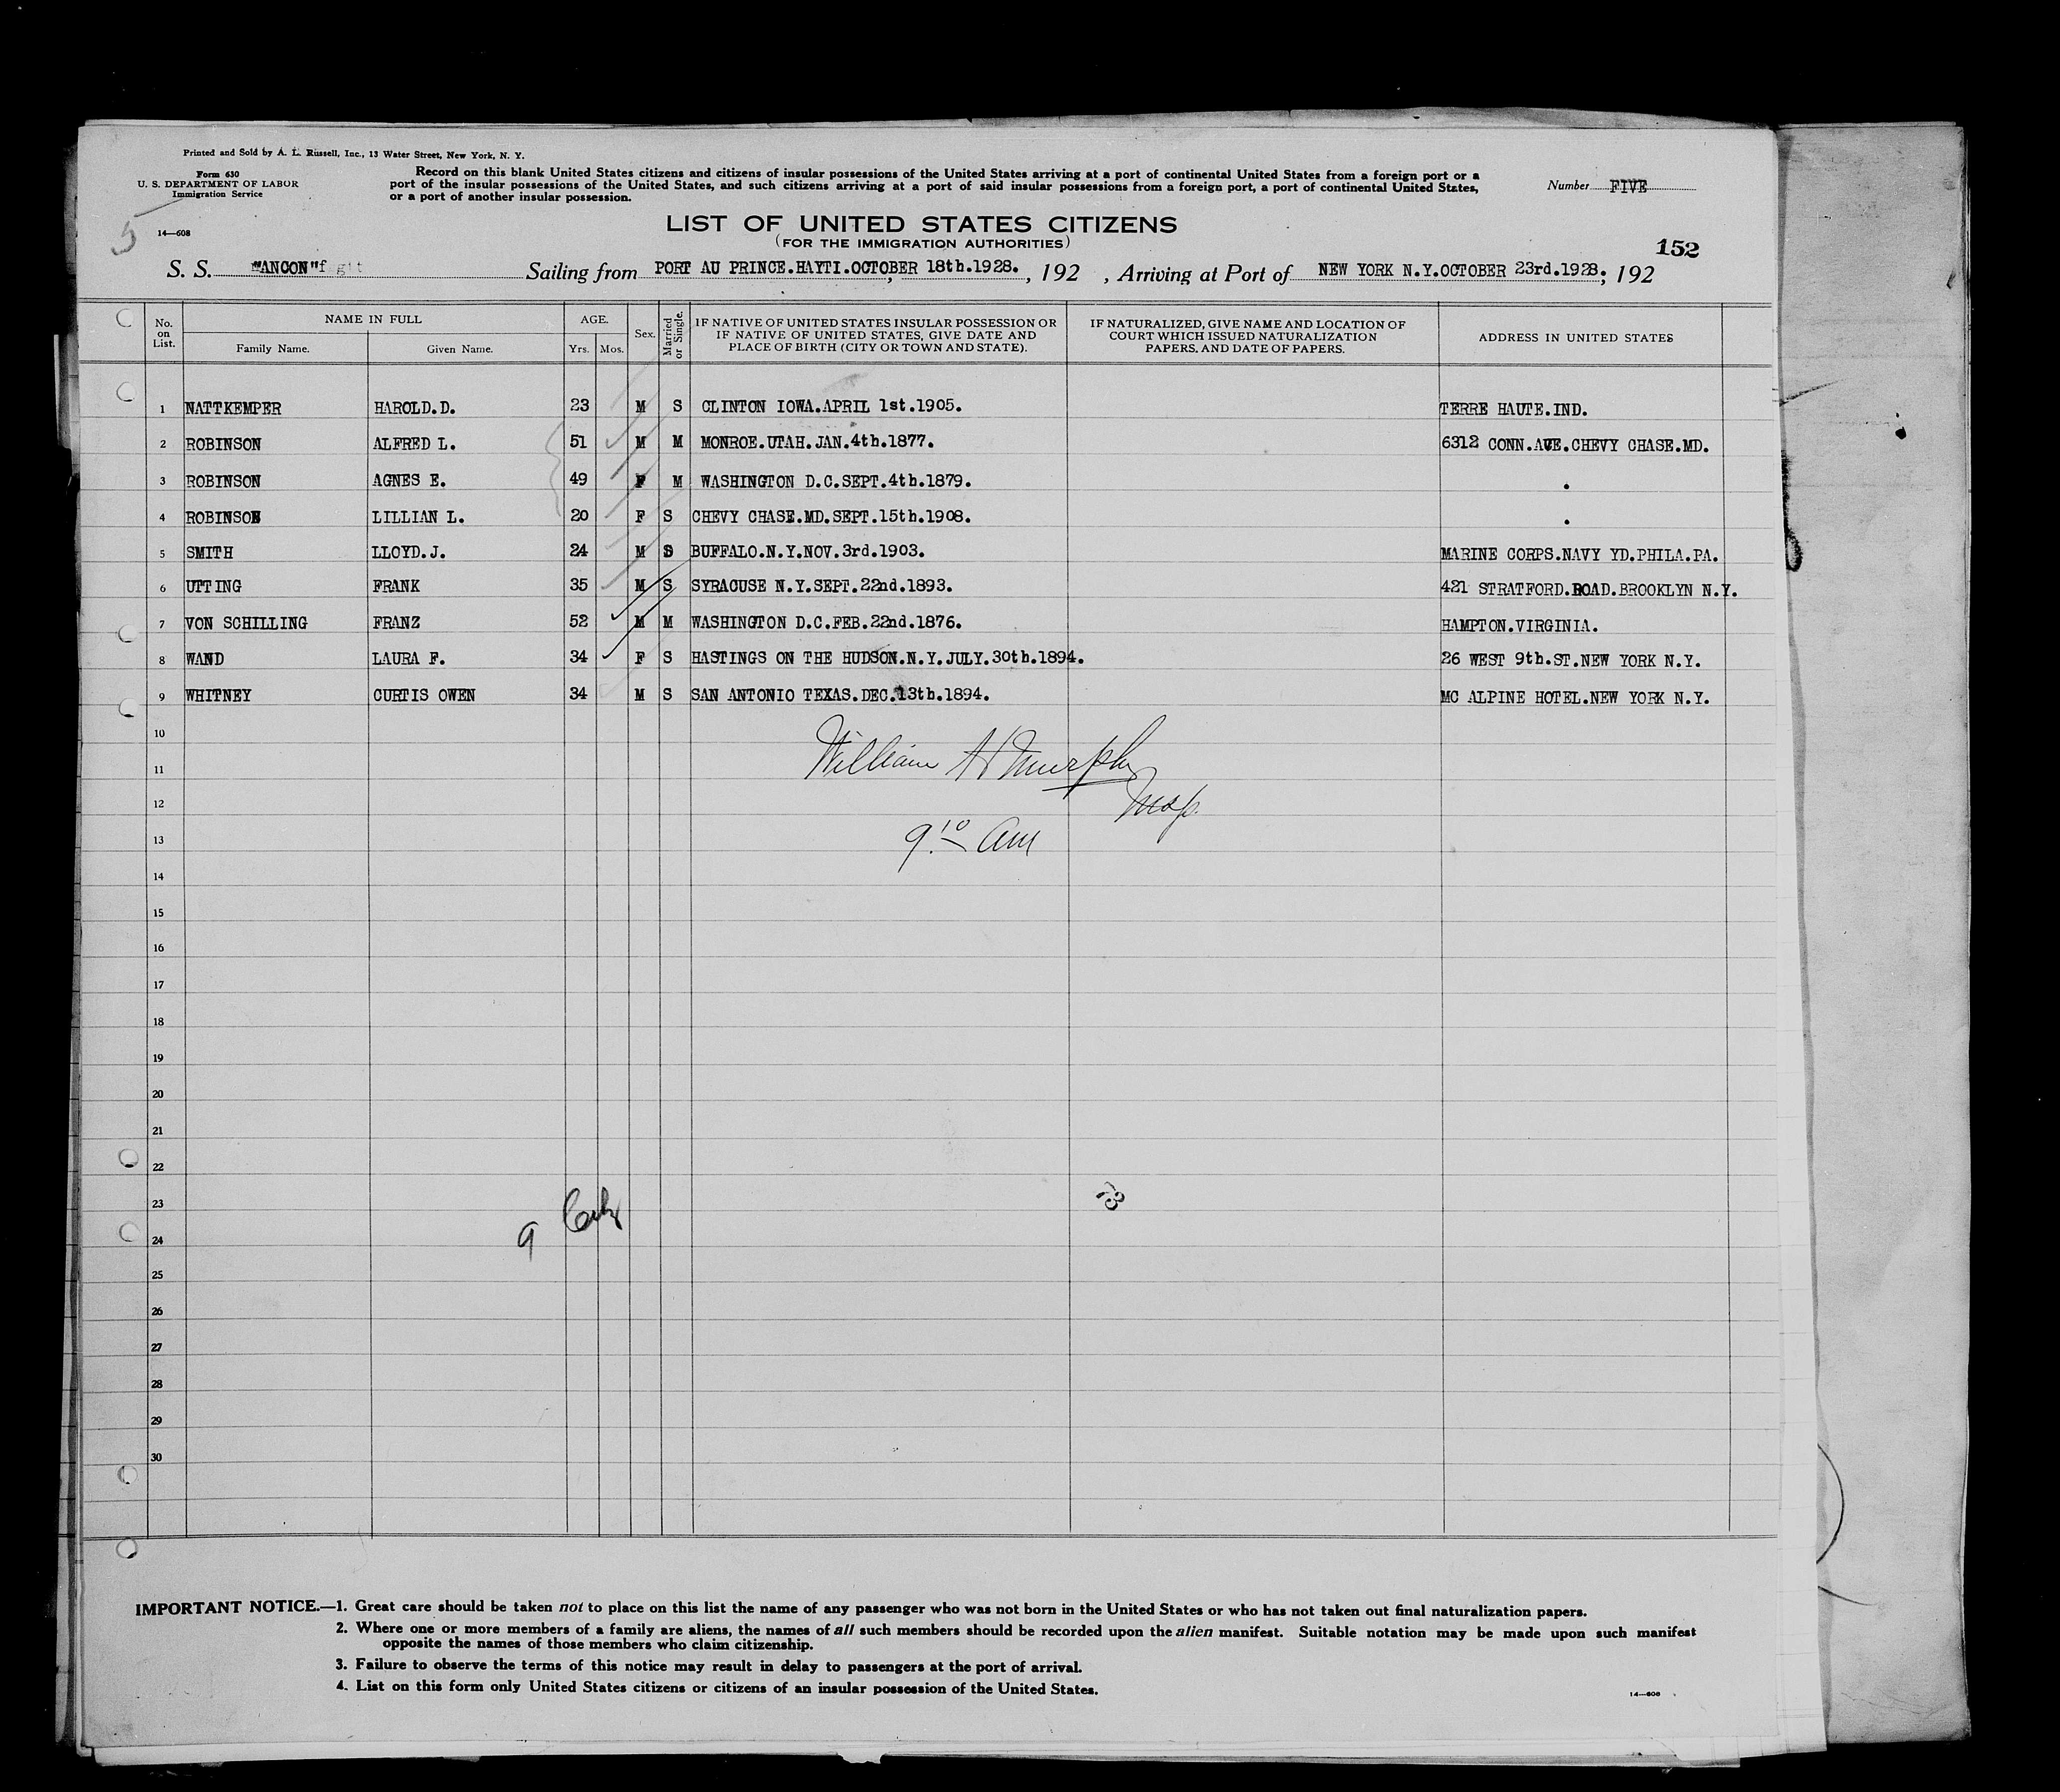 Printed and Sold by A. L. Russell, Inc., 13 Water Street, New York, N. Y.
Form 630
U. S. DEPARTMENT OF LABOR
Immigration Service
14—608
5
Record on this blank United States citizens and citizens of insular possessions of the United States arriving at a port of continental United States from a foreign port or a
port of the insular possessions of the United States, and such citizens arriving at a port of said insular possessions from a foreign port, a port of continental United States,
or a port of another insular possession.
Number FIVE
LIST OF UNITED STATES CITIZENS
(FOR THE IMMIGRATION AUTHORITIES)
152
S. S. "ANCON" Sailing from PORT AU PRINCE.HAYTI.OCTOBER 18th.1928. , 192 , Arriving at Port of NEW YORK N.Y.OCTOBER 23rd.1928. , 192
No. on List. NAME IN FULL Family Name. Given Name. AGE. Yrs. Mos. Sex. Married or Single. IF NATIVE OF UNITED STATES INSULAR POSSESSION OR IF NATIVE OF UNITED STATES, GIVE DATE AND PLACE OF BIRTH (CITY OR TOWN AND STATE). IF NATURALIZED, GIVE NAME AND LOCATION OF COURT WHICH ISSUED NATURALIZATION PAPERS, AND DATE OF PAPERS. ADDRESS IN UNITED STATES
1 NATTKEMPER HAROLD.D. 23 M S CLINTON IOWA.APRIL 1st.1905. TERRE HAUTE.IND.
2 ROBINSON ALFRED L. 51 M M MONROE.UTAH.JAN.4th.1877. 6312 CONN.AVE.CHEVY CHASE.MD.
3 ROBINSON AGNES E. 49 F M WASHINGTON D.C.SEPT.4th.1879. .
4 ROBINSON LILLIAN L. 20 F S CHEVY CHASE.MD.SEPT.15th.1908. .
5 SMITH LLOYD.J. 24 M S BUFFALO.N.Y.NOV.3rd.1903. MARINE CORPS.NAVY YD.PHILA.PA.
6 UTTING FRANK 35 M S SYRACUSE N.Y.SEPT.22nd.1893. 421 STRATFORD.ROAD.BROOKLYN N.Y.
7 VON SCHILLING FRANZ 52 M M WASHINGTON D.C.FEB.22nd.1876. HAMPTON.VIRGINIA.
8 WAND LAURA F. 34 F S HASTINGS ON THE HUDSON.N.Y.JULY.30th.1894. 26 WEST 9th.ST.NEW YORK N.Y.
9 WHITNEY CURTIS OWEN 34 M S SAN ANTONIO TEXAS.DEC.13th.1894. MC ALPINE HOTEL.NEW YORK N.Y.
10
William H Murphy
11
12
Insp.
13
9.10 AM
14
15
16
17
18
19
20
21
22
23
9
24
25
26
27
28
29
30
IMPORTANT NOTICE.—1. Great care should be taken not to place on this list the name of any passenger who was not born in the United States or who has not taken out final naturalization papers.
2. Where one or more members of a family are aliens, the names of all such members should be recorded upon the alien manifest. Suitable notation may be made upon such manifest
opposite the names of those members who claim citizenship.
3. Failure to observe the terms of this notice may result in delay to passengers at the port of arrival.
4. List on this form only United States citizens or citizens of an insular possession of the United States.
14—608